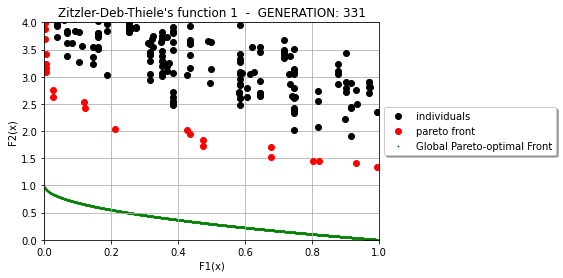 Zitzler-Deb-Thiele's function 1 - GENERATION: 331
4.0
3.5
3.0
2.5
2.0
1.5
1.0
0.5
0.0
F2(x)
0.0 0.2 0.4 0.6 0.8 1.0
F1(x)
individuals
pareto front
Global Pareto-optimal Front